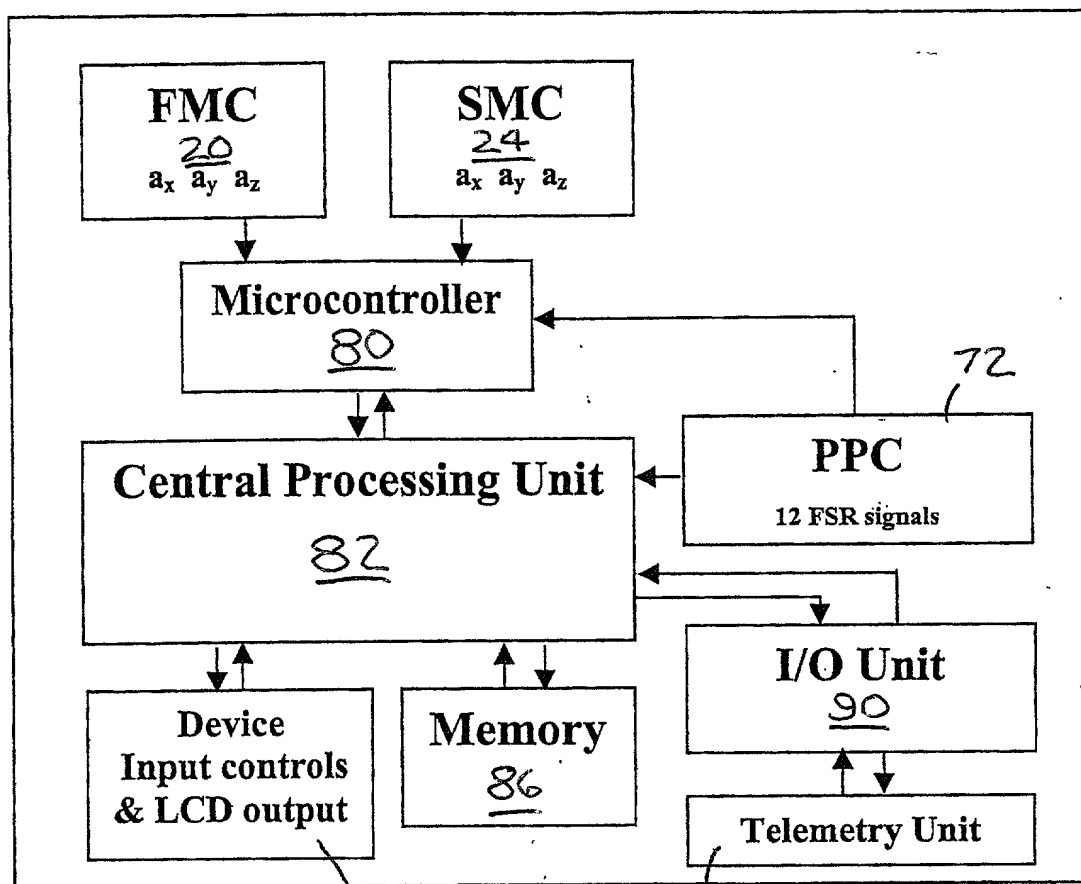 FMC
20
ax ay az
SMC
24
ax ay az
Microcontroller
80
72
PPC
12 FSR signals
Central Processing Unit
82
I/O Unit
90
Device
Input controls
& LCD output
Memory
86
Telemetry Unit